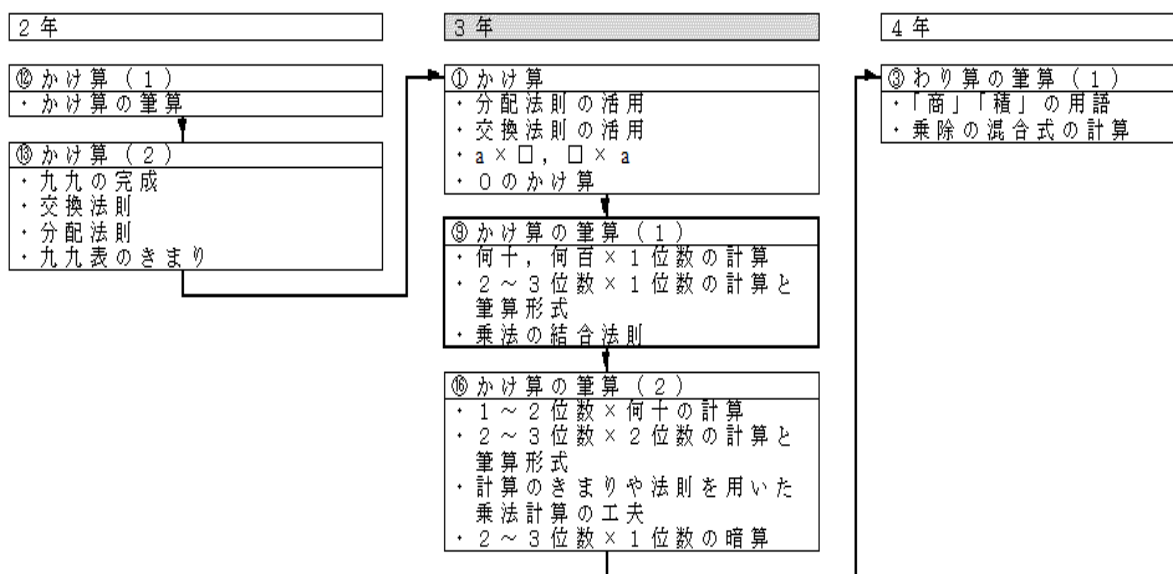 2年
⑫かけ算(1)
・かけ算の筆算
⑬かけ算(2)
・九九の完成
・交換法則
・分配法則
・九九表のきまり
3年
①かけ算
・分配法則の活用
・交換法則の活用
・a×□，□×a
・0のかけ算
⑨かけ算の筆算(1)
・何十，何百×1位数の計算
・2～3位数×1位数の計算と
筆算形式
・乗法の結合法則
⑯かけ算の筆算(2)
・1～2位数×何十の計算
・2～3位数×2位数の計算と
筆算形式
・計算のきまりや法則を用いた
乗法計算の工夫
・2～3位数×1位数の暗算
4年
③わり算の筆算(1)
・「商」「積」の用語
・乗除の混合式の計算